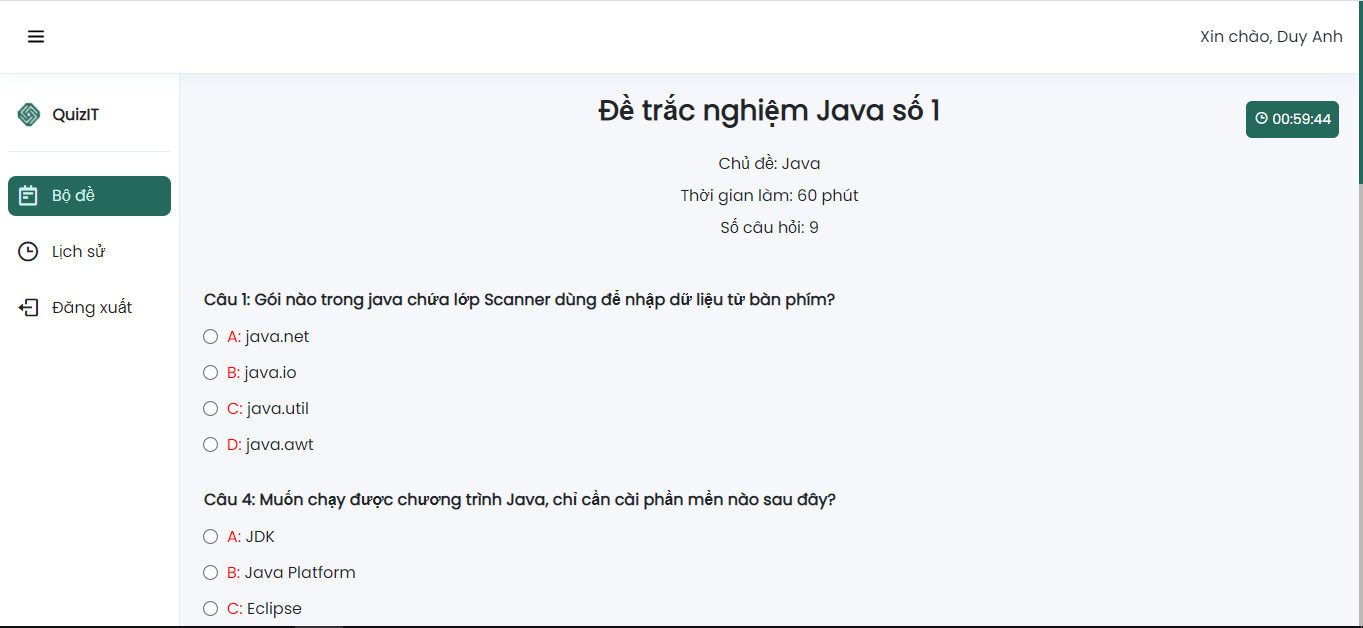 Xin chào, Duy Anh
QuizIT
Bộ đề
Lịch sử
Đăng xuất
Đề trắc nghiệm Java số 1
00:59:44
Chủ đề: Java
Thời gian làm: 60 phút
Số câu hỏi: 9
Câu 1: Gói nào trong java chứa lớp Scanner dùng để nhập dữ liệu từ bàn phím?
A: java.net
B: java.io
C: java.util
D: java.awt
Câu 4: Muốn chạy được chương trình Java, chỉ cần cài phần mền nào sau đây?
A: JDK
B: Java Platform
C: Eclipse